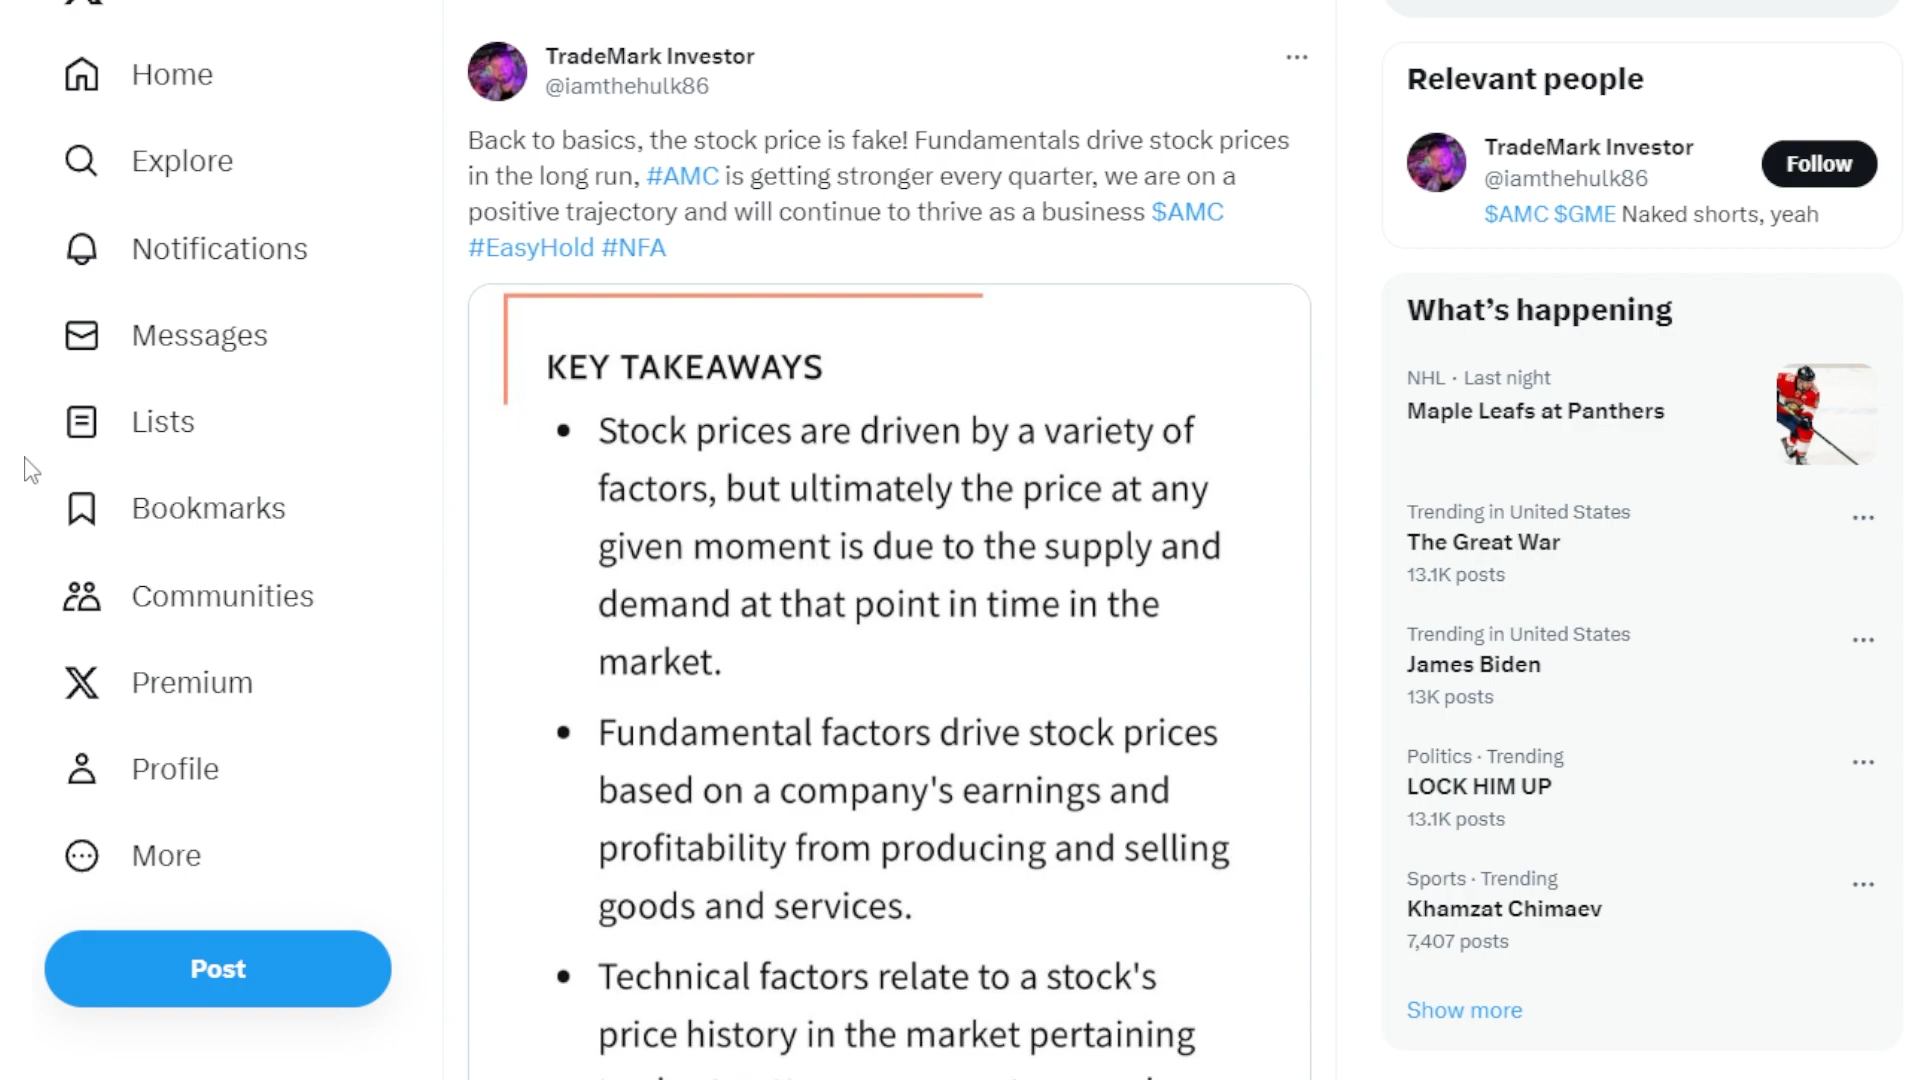 Home
Explore
Notifications
Messages
Lists
Bookmarks
Communities
Premium
Profile
More
Post
TradeMark Investor
@iamthehulk86
Back to basics, the stock price is fake! Fundamentals drive stock prices
in the long run, #AMC is getting stronger every quarter, we are on a
positive trajectory and will continue to thrive as a business $AMC
#EasyHold #NFA
KEY TAKEAWAYS
• Stock prices are driven by a variety of
factors, but ultimately the price at any
given moment is due to the supply and
demand at that point in time in the
market.
• Fundamental factors drive stock prices
based on a company's earnings and
profitability from producing and selling
goods and services.
• Technical factors relate to a stock's
price history in the market pertaining
Relevant people
TradeMark Investor
@iamthehulk86
Follow
$AMC $GME Naked shorts, yeah
What's happening
NHL · Last night
Maple Leafs at Panthers
Trending in United States
The Great War
13.1K posts
Trending in United States
James Biden
13K posts
Politics · Trending
LOCK HIM UP
13.1K posts
Sports · Trending
Khamzat Chimaev
7,407 posts
Show more